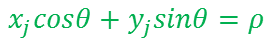 x_j cosθ + y_j sinθ = ρ